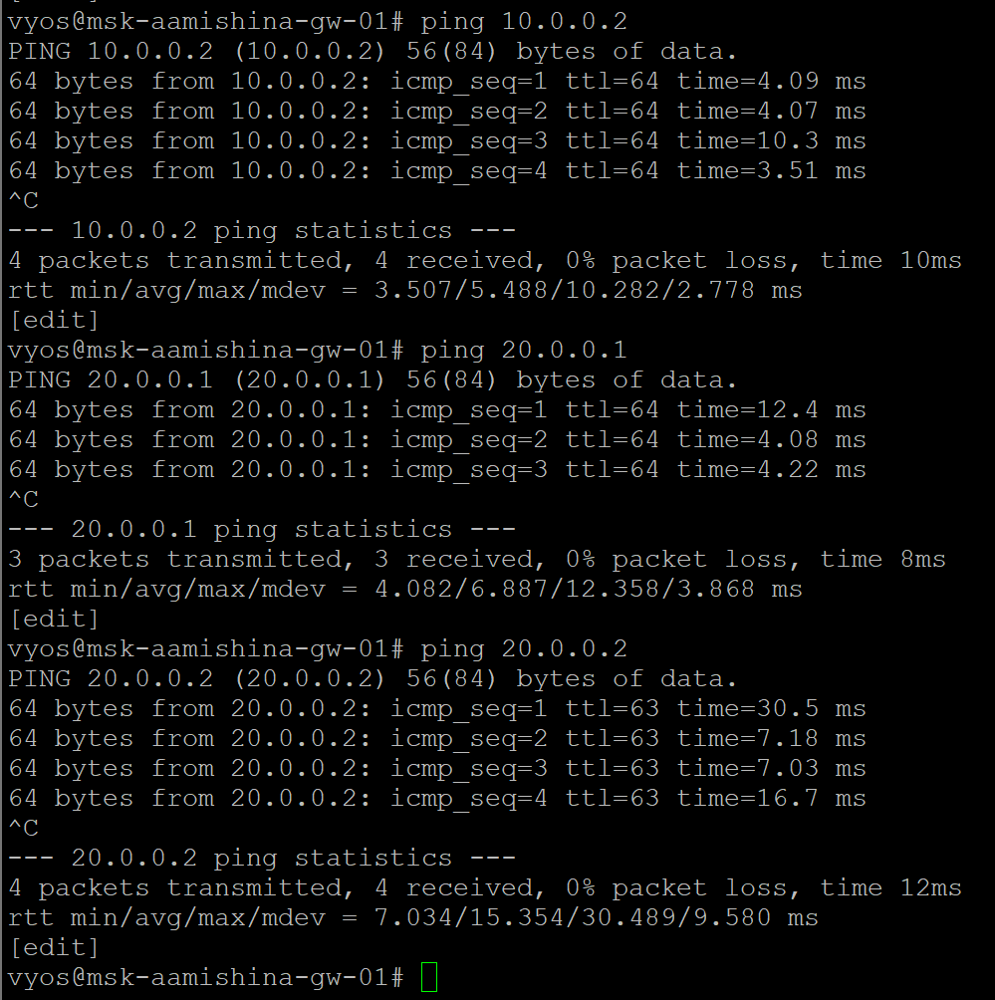 vyos@msk-aamishina-gw-01# ping 10.0.0.2
PING 10.0.0.2 (10.0.0.2) 56(84) bytes of data.
64 bytes from 10.0.0.2: icmp_seq=1 ttl=64 time=4.09 ms
64 bytes from 10.0.0.2: icmp_seq=2 ttl=64 time=4.07 ms
64 bytes from 10.0.0.2: icmp_seq=3 ttl=64 time=10.3 ms
64 bytes from 10.0.0.2: icmp_seq=4 ttl=64 time=3.51 ms
^C
--- 10.0.0.2 ping statistics ---
4 packets transmitted, 4 received, 0% packet loss, time 10ms
rtt min/avg/max/mdev = 3.507/5.488/10.282/2.778 ms
[edit]
vyos@msk-aamishina-gw-01# ping 20.0.0.1
PING 20.0.0.1 (20.0.0.1) 56(84) bytes of data.
64 bytes from 20.0.0.1: icmp_seq=1 ttl=64 time=12.4 ms
64 bytes from 20.0.0.1: icmp_seq=2 ttl=64 time=4.08 ms
64 bytes from 20.0.0.1: icmp_seq=3 ttl=64 time=4.22 ms
^C
--- 20.0.0.1 ping statistics ---
3 packets transmitted, 3 received, 0% packet loss, time 8ms
rtt min/avg/max/mdev = 4.082/6.887/12.358/3.868 ms
[edit]
vyos@msk-aamishina-gw-01# ping 20.0.0.2
PING 20.0.0.2 (20.0.0.2) 56(84) bytes of data.
64 bytes from 20.0.0.2: icmp_seq=1 ttl=63 time=30.5 ms
64 bytes from 20.0.0.2: icmp_seq=2 ttl=63 time=7.18 ms
64 bytes from 20.0.0.2: icmp_seq=3 ttl=63 time=7.03 ms
64 bytes from 20.0.0.2: icmp_seq=4 ttl=63 time=16.7 ms
^C
--- 20.0.0.2 ping statistics ---
4 packets transmitted, 4 received, 0% packet loss, time 12ms
rtt min/avg/max/mdev = 7.034/15.354/30.489/9.580 ms
[edit]
vyos@msk-aamishina-gw-01#